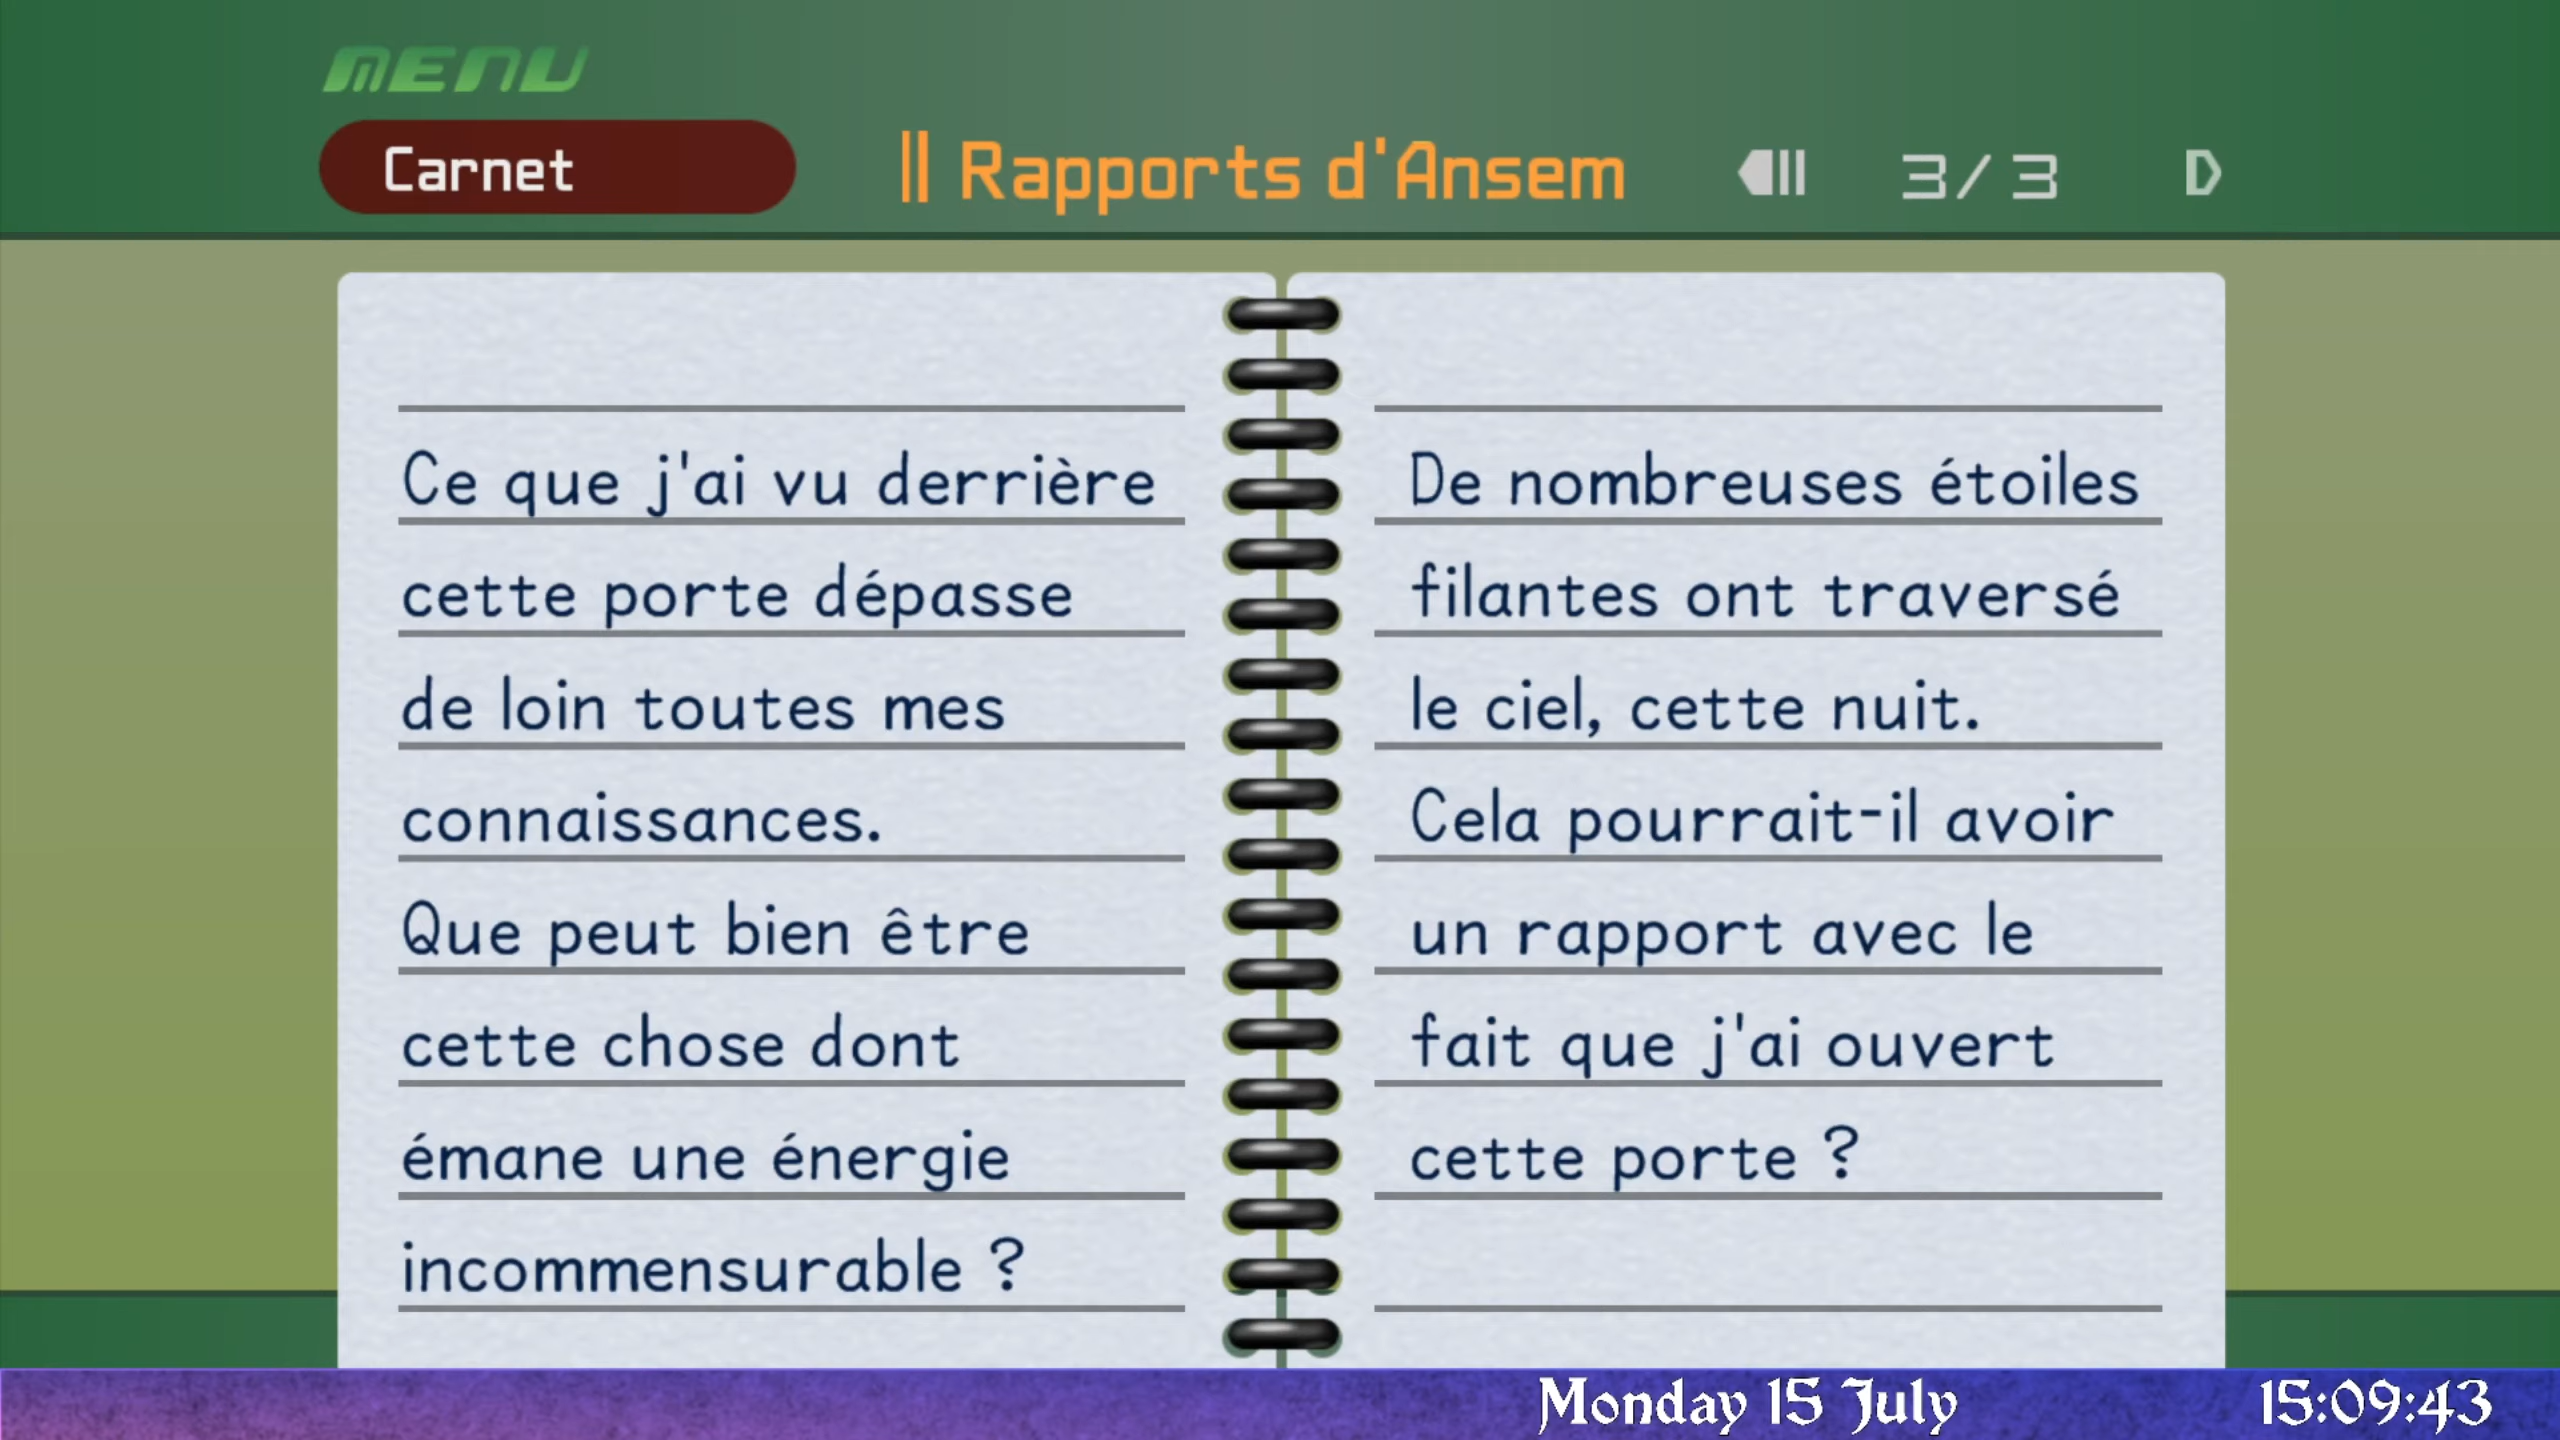 MENU
Carnet
Rapports d'Ansem
3/3
Ce que j'ai vu derrière
cette porte dépasse
de loin toutes mes
connaissances.
Que peut bien être
cette chose dont
émane une énergie
incommensurable ?
De nombreuses étoiles
filantes ont traversé
le ciel, cette nuit.
Cela pourrait-il avoir
un rapport avec le
fait que j'ai ouvert
cette porte ?
Monday 15 July
15:09:43